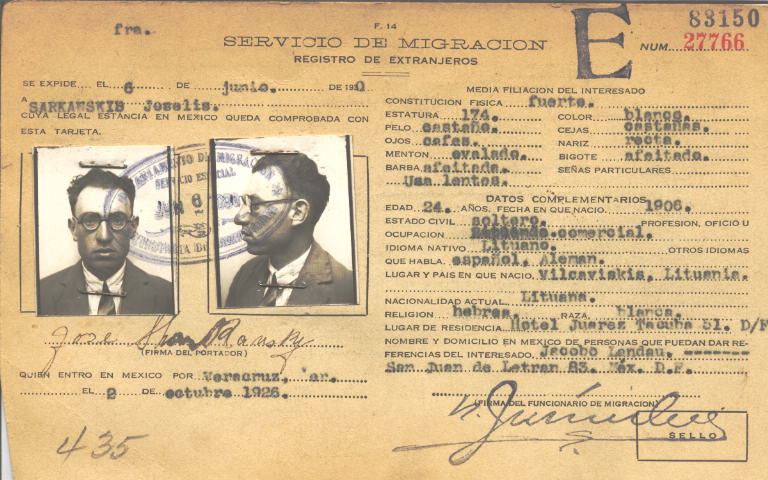 fra.
F. 14
SERVICIO DE MIGRACION
REGISTRO DE EXTRANJEROS
E
83150
NUM. 27766
SE EXPIDE EL 6 DE junio. DE 1930
A SARKANSKIS Joselis.
CUYA LEGAL ESTANCIA EN MEXICO QUEDA COMPROBADA CON
ESTA TARJETA.
JUN 6
jose
(FIRMA DEL PORTADOR)
QUIEN ENTRO EN MEXICO POR Veracruz, Ver.
EL 2 DE octubre 1926.
435
MEDIA FILIACION DEL INTERESADO
CONSTITUCION FISICA fuerte.
ESTATURA 174. COLOR blanco.
PELO castaño. CEJAS castañas.
OJOS cafes. NARIZ recta.
MENTON ovalado. BIGOTE afeitado.
BARBA afeitada. SEÑAS PARTICULARES
Usa lentes.
DATOS COMPLEMENTARIOS
EDAD 24. AÑOS. FECHA EN QUE NACIO. 1906.
ESTADO CIVIL soltero. PROFESION, OFICIO U
OCUPACION comercial.
IDIOMA NATIVO Lituano. OTROS IDIOMAS
QUE HABLA. español, Aleman.
LUGAR Y PAIS EN QUE NACIO. Vilcaviskis, Lituania.
NACIONALIDAD ACTUAL. Lituana.
RELIGION hebrea. RAZA. blanca.
LUGAR DE RESIDENCIA. Hotel Juarez Tacuba 51. D/F
NOMBRE Y DOMICILIO EN MEXICO DE PERSONAS QUE PUEDAN DAR RE-
FERENCIAS DEL INTERESADO. Jacobo Landau. -------
San Juan de Letran 83. Méx. D.F.
(FIRMA DEL FUNCIONARIO DE MIGRACION)
SELLO